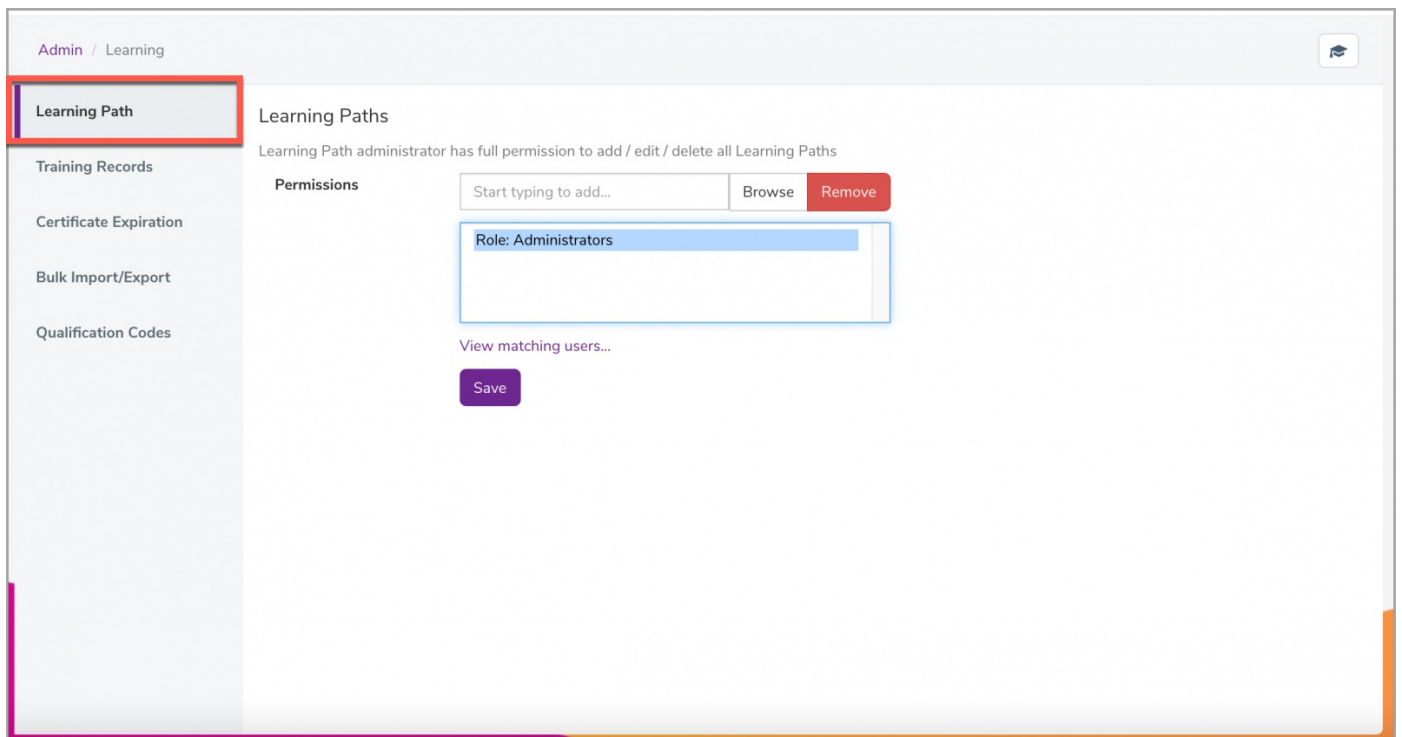 Admin / Learning
Learning Path
Training Records
Certificate Expiration
Bulk Import/Export
Qualification Codes
Learning Paths
Learning Path administrator has full permission to add / edit / delete all Learning Paths
Permissions
Start typing to add...
Browse
Remove
Role: Administrators
View matching users...
Save